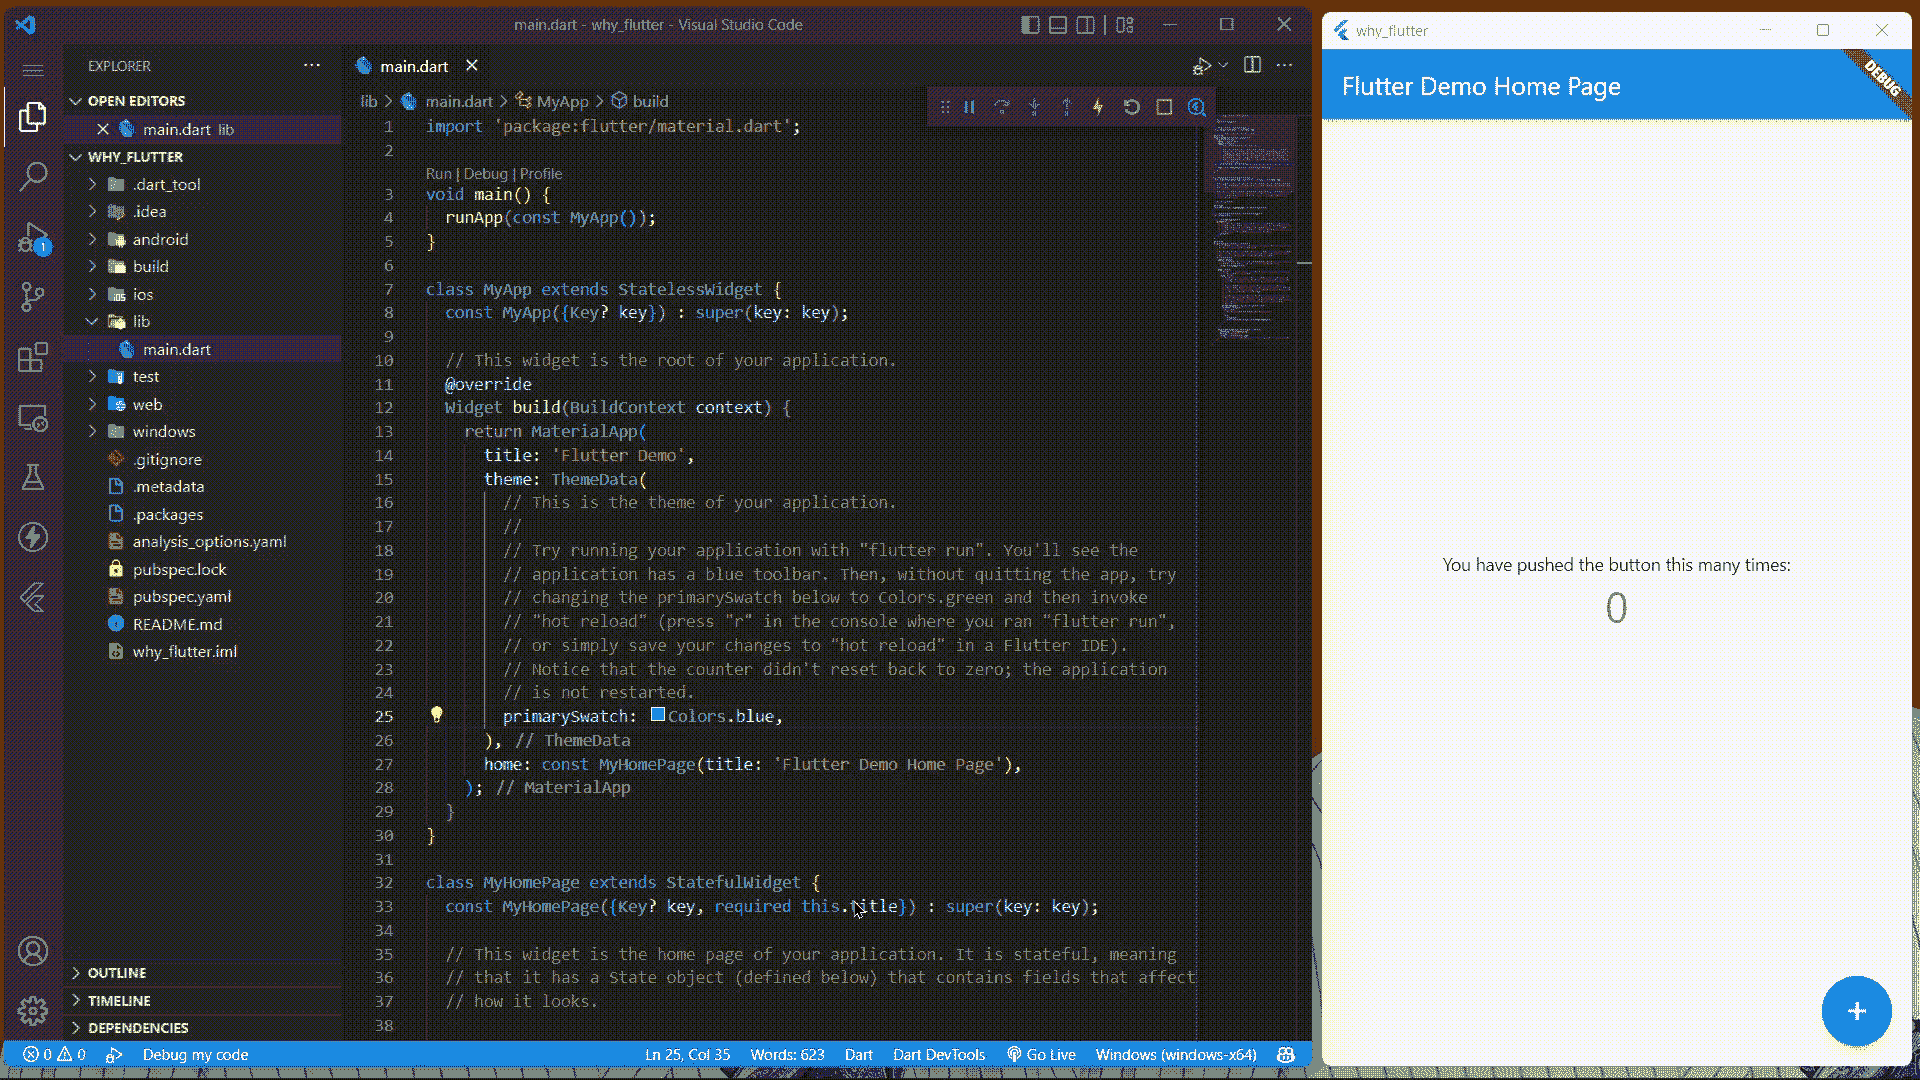 main.dart - why_flutter - Visual Studio Code
EXPLORER
OPEN EDITORS
main.dart lib
WHY_FLUTTER
.dart_tool
.idea
android
build
ios
lib
main.dart
test
web
windows
.gitignore
.metadata
.packages
analysis_options.yaml
pubspec.lock
pubspec.yaml
README.md
why_flutter.iml
OUTLINE
TIMELINE
DEPENDENCIES
1
main.dart
lib > main.dart > MyApp > build
1 import 'package:flutter/material.dart';
2
Run | Debug | Profile
3 void main() {
4 runApp(const MyApp());
5 }
6
7 class MyApp extends StatelessWidget {
8 const MyApp({Key? key}) : super(key: key);
9
10 // This widget is the root of your application.
11 @override
12 Widget build(BuildContext context) {
13 return MaterialApp(
14 title: 'Flutter Demo',
15 theme: ThemeData(
16 // This is the theme of your application.
17 //
18 // Try running your application with "flutter run". You'll see the
19 // application has a blue toolbar. Then, without quitting the app, try
20 // changing the primarySwatch below to Colors.green and then invoke
21 // "hot reload" (press "r" in the console where you ran "flutter run",
22 // or simply save your changes to "hot reload" in a Flutter IDE).
23 // Notice that the counter didn't reset back to zero; the application
24 // is not restarted.
25 primarySwatch: Colors.blue,
26 ), // ThemeData
27 home: const MyHomePage(title: 'Flutter Demo Home Page'),
28 ); // MaterialApp
29 }
30 }
31
32 class MyHomePage extends StatefulWidget {
33 const MyHomePage({Key? key, required this.title}) : super(key: key);
34
35 // This widget is the home page of your application. It is stateful, meaning
36 // that it has a State object (defined below) that contains fields that affect
37 // how it looks.
38
0 0 Debug my code Ln 25, Col 35 Words: 623 Dart Dart DevTools Go Live Windows (windows-x64)
why_flutter
Flutter Demo Home Page
DEBUG
You have pushed the button this many times:
0
+